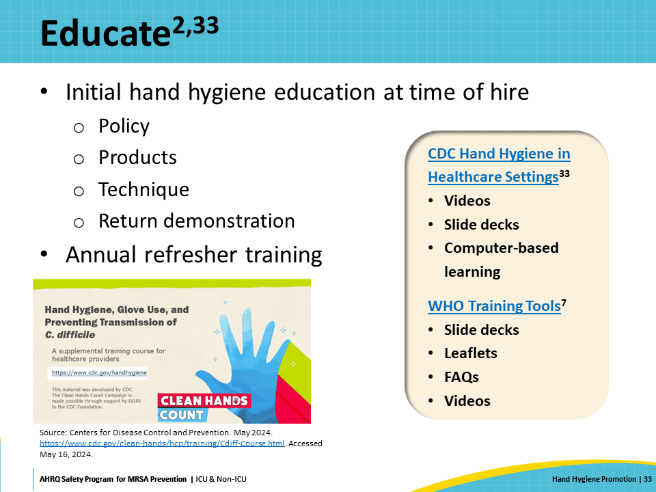 Educate2,33
• Initial hand hygiene education at time of hire
o Policy
o Products
o Technique
o Return demonstration
• Annual refresher training
CDC Hand Hygiene in
Healthcare Settings33
• Videos
• Slide decks
• Computer-based
learning
WHO Training Tools7
• Slide decks
• Leaflets
• FAQs
• Videos
Hand Hygiene, Glove Use, and
Preventing Transmission of
C. difficile
A supplemental training course for
healthcare providers
https://www.cdc.gov/handhygiene
This material was developed by CDC.
The Clean Hands Count Campaign is
made possible through support by GOJO
to the CDC Foundation.
CLEAN HANDS
COUNT
Source: Centers for Disease Control and Prevention. May 2024.
https://www.cdc.gov/clean-hands/hcp/training/Cdiff-Course.html. Accessed
May 16, 2024.
AHRQ Safety Program for MRSA Prevention | ICU & Non-ICU
Hand Hygiene Promotion | 33